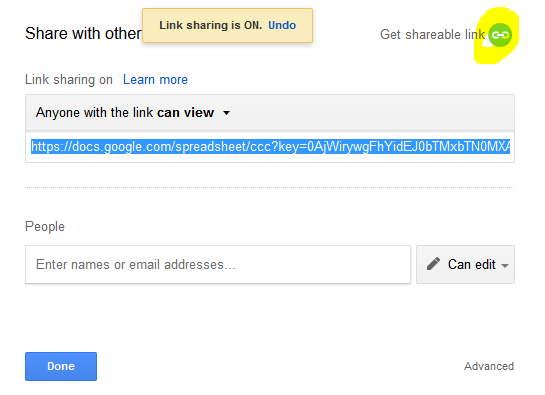 Share with other
Link sharing is ON. Undo
Get shareable link
Link sharing on Learn more
Anyone with the link can view
https://docs.google.com/spreadsheet/ccc?key=0AjWirywgFhYidEJ0bTMxbTN0MXA
People
Enter names or email addresses...
Can edit
Done
Advanced